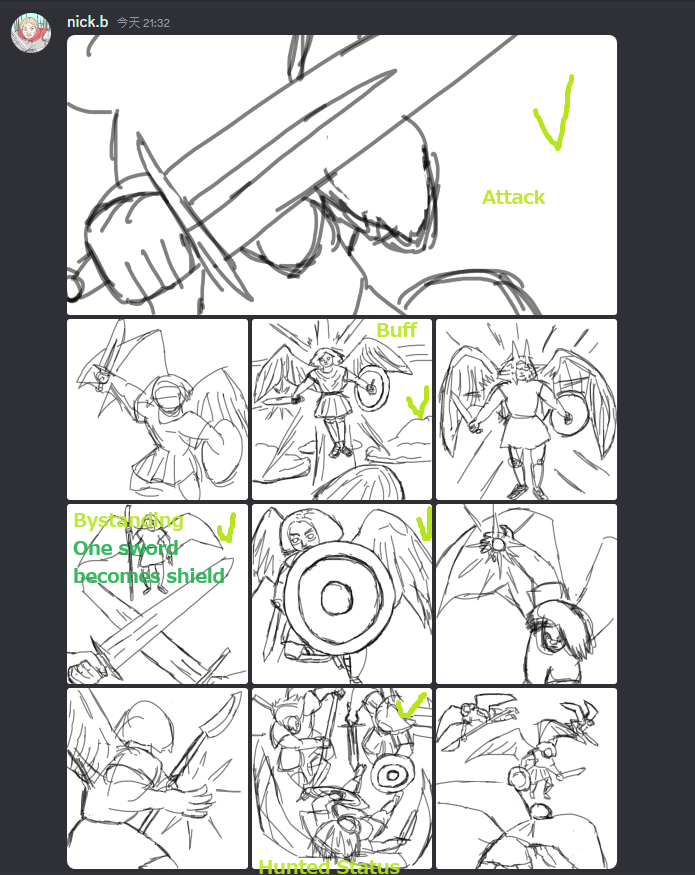 nick.b 今天 21:32
Attack
Buff
Bystanding
One sword
becomes shield
Hunted Status